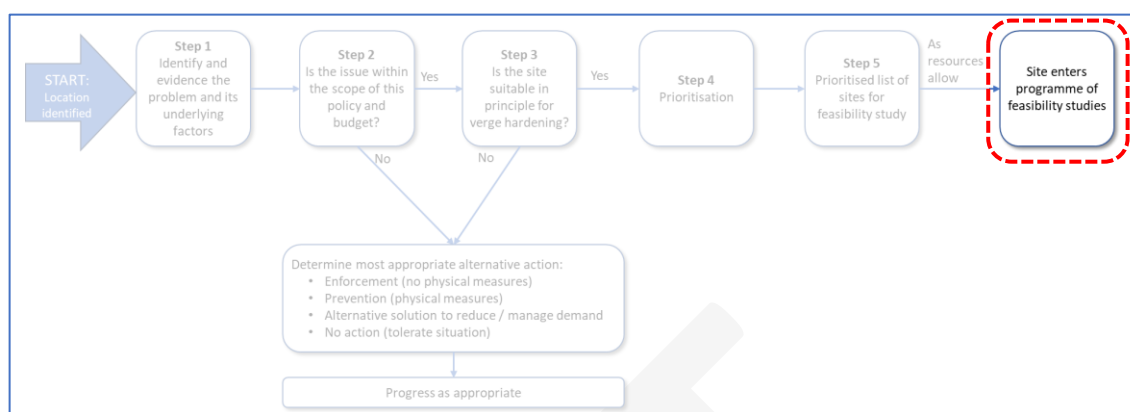 START:
Location
identified
Step 1
Identify and
evidence the
problem and its
underlying
factors
Step 2
Is the issue within
the scope of this
policy and
budget?
Yes
No
Step 3
Is the site
suitable in
principle for
verge hardening?
Yes
No
Step 4
Prioritisation
Step 5
Prioritised list of
sites for
feasibility study
As
resources
allow
Site enters
programme of
feasibility studies
Determine most appropriate alternative action:
• Enforcement (no physical measures)
• Prevention (physical measures)
• Alternative solution to reduce / manage demand
• No action (tolerate situation)
Progress as appropriate